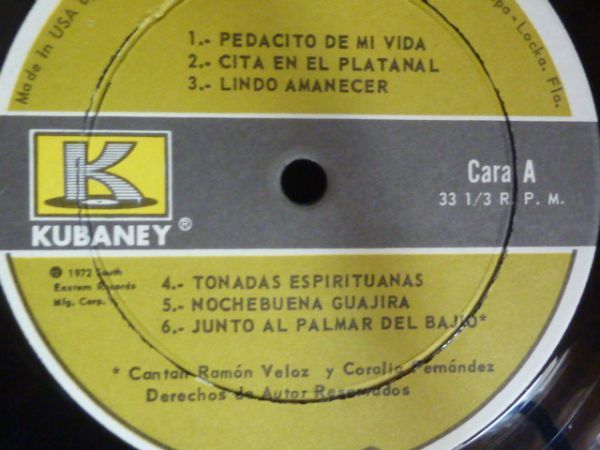 1.- PEDACITO DE MI VIDA
2.- CITA EN EL PLATANAL
3.- LINDO AMANECER
Made in USA
Locka. Fla.
K
KUBANEY ®
Cara A
33 1/3 R. P. M.
© 1972 South
Eastern Records
Mfg. Corp.
4.- TONADAS ESPIRITUANAS
5.- NOCHEBUENA GUAJIRA
6.- JUNTO AL PALMAR DEL BAJIO*
* Cantan Ramón Veloz y Coralia Fernández
Derechos de Autor Reservados